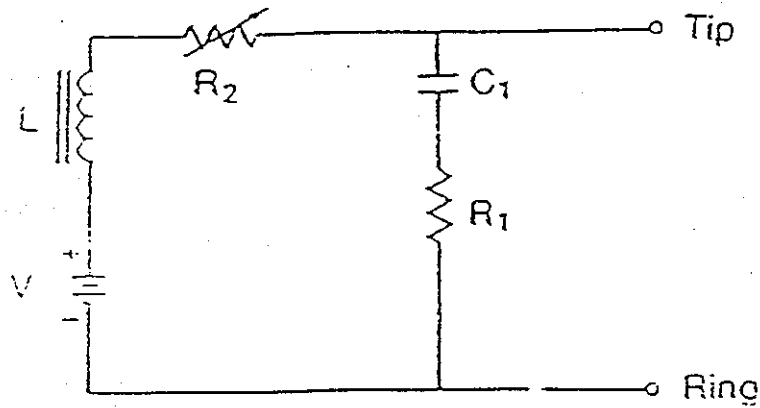 Tip
R2
C1
L
R1
+
V
−
Ring